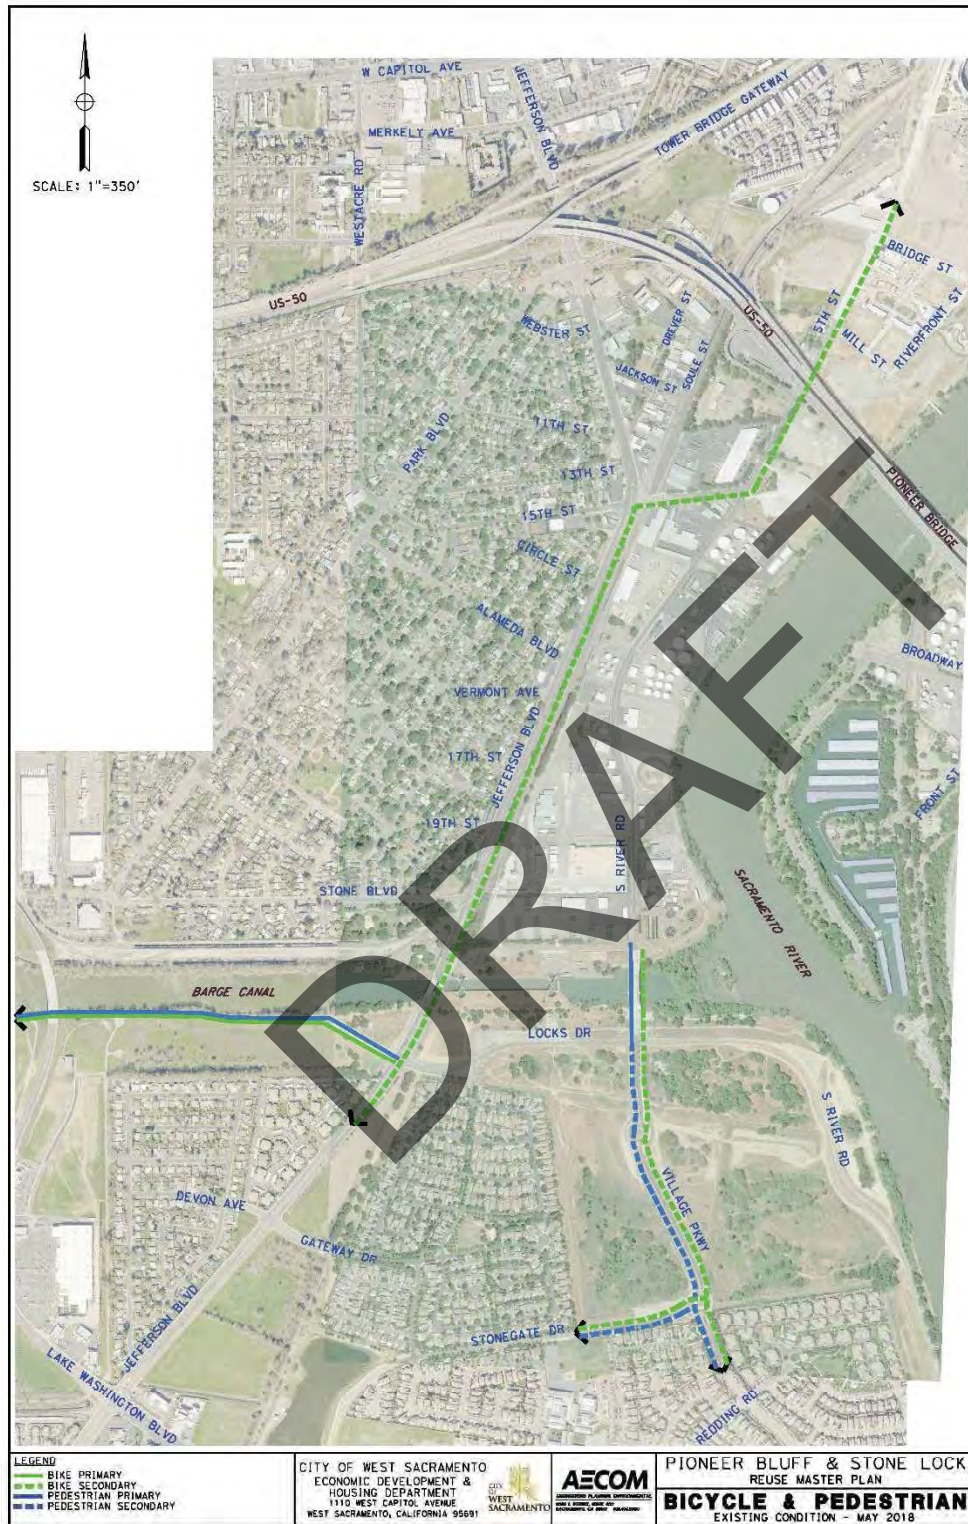 SCALE: 1"=350'
W CAPITOL AVE
JEFFERSON BLVD
TOWER BRIDGE GATEWAY
MERKELY AVE
WESTACRE RD
BRIDGE ST
US-50
WEBSTER ST
DREVER ST
US-50
5TH ST
MILL ST
RIVERFRONT ST
JACKSON ST
SOULE ST
PARK BLVD
11TH ST
13TH ST
15TH ST
PIONEER BRIDGE
CIRCLE ST
ALAMEDA BLVD
BROADWAY
VERMONT AVE
JEFFERSON BLVD
17TH ST
FRONT ST
19TH ST
S RIVER RD
STONE BLVD
SACRAMENTO RIVER
BARGE CANAL
LOCKS DR
S RIVER RD
DEVON AVE
VILLAGE PKWY
GATEWAY DR
JEFFERSON BLVD
STONEGATE DR
LAKE WASHINGTON BLVD
REDDING RD
DRAFT
LEGEND
BIKE PRIMARY
BIKE SECONDARY
PEDESTRIAN PRIMARY
PEDESTRIAN SECONDARY
CITY OF WEST SACRAMENTO
ECONOMIC DEVELOPMENT &
HOUSING DEPARTMENT
1110 WEST CAPITOL AVENUE
WEST SACRAMENTO, CALIFORNIA 95691
CITY
OF
WEST
SACRAMENTO
AECOM
PIONEER BLUFF & STONE LOCK
REUSE MASTER PLAN
BICYCLE & PEDESTRIAN
EXISTING CONDITION - MAY 2018